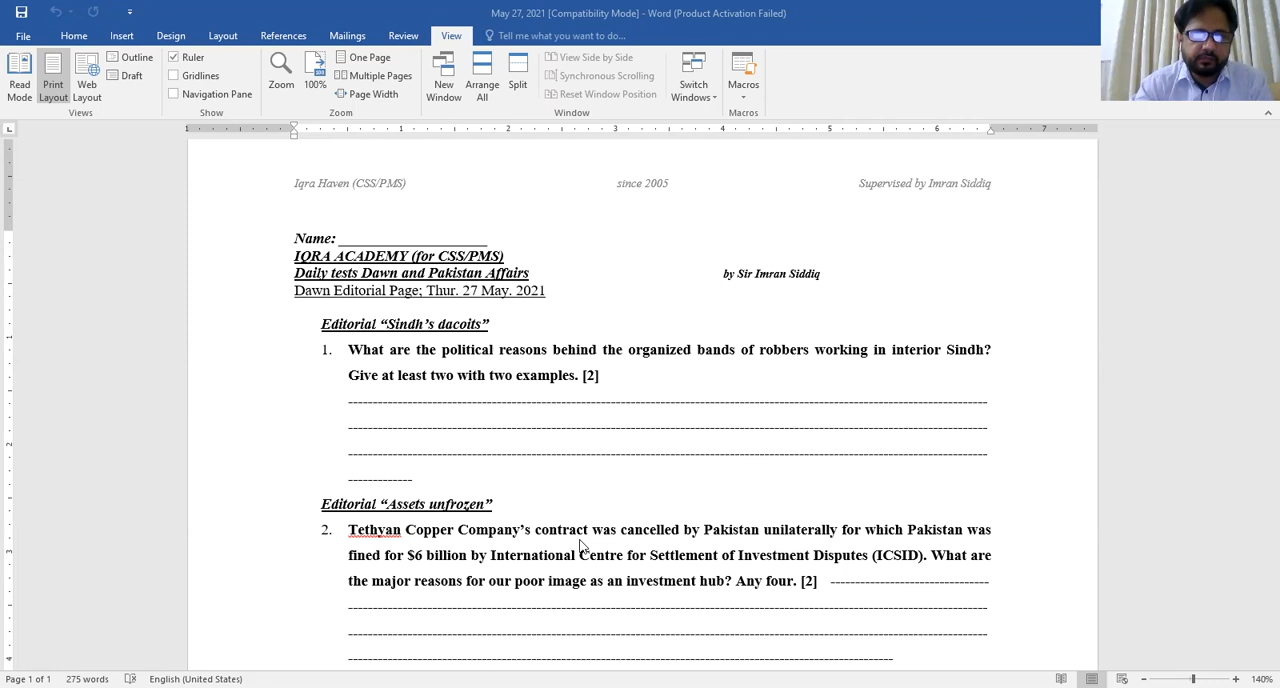 May 27, 2021 [Compatibility Mode] - Word (Product Activation Failed)
File Home Insert Design Layout References Mailings Review View Tell me what you want to do...
Read Mode
Print Layout
Web Layout
Outline
Draft
Views
Ruler
Gridlines
Navigation Pane
Show
Zoom
100%
One Page
Multiple Pages
Page Width
Zoom
New Window
Arrange All
Split
View Side by Side
Synchronous Scrolling
Reset Window Position
Window
Switch Windows
Macros
Macros
1 1 2 3 4 5 6 7
Iqra Haven (CSS/PMS) since 2005 Supervised by Imran Siddiq
Name: ____________________
IQRA ACADEMY (for CSS/PMS)
Daily tests Dawn and Pakistan Affairs by Sir Imran Siddiq
Dawn Editorial Page; Thur. 27 May. 2021
Editorial “Sindh’s dacoits”
1. What are the political reasons behind the organized bands of robbers working in interior Sindh?
Give at least two with two examples. [2]
Editorial “Assets unfrozen”
2. Tethyan Copper Company’s contract was cancelled by Pakistan unilaterally for which Pakistan was
fined for $6 billion by International Centre for Settlement of Investment Disputes (ICSID). What are
the major reasons for our poor image as an investment hub? Any four. [2]
Page 1 of 1 275 words English (United States) 140%